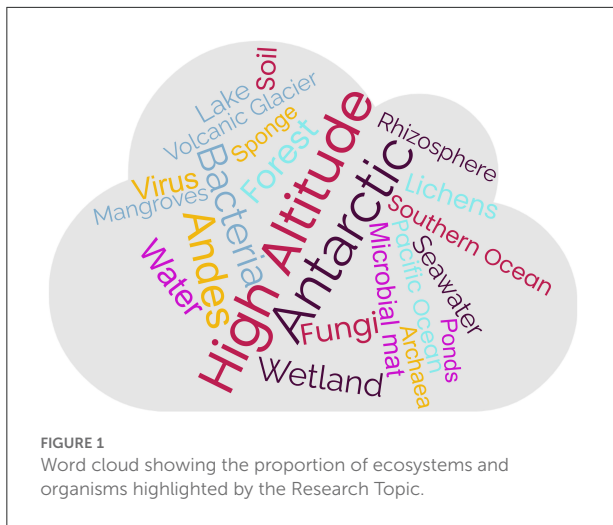 Soil
Lake
Volcanic Glacier
Sponge
Forest
Virus
Mangroves
Bacteria
Andes
Water
High Altitude
Antarctic
Rhizosphere
Lichens
Southern Ocean
Seawater
Pacific Ocean
Microbial mat
Ponds
Archaea
Fungi
Wetland
FIGURE 1
Word cloud showing the proportion of ecosystems and
organisms highlighted by the Research Topic.